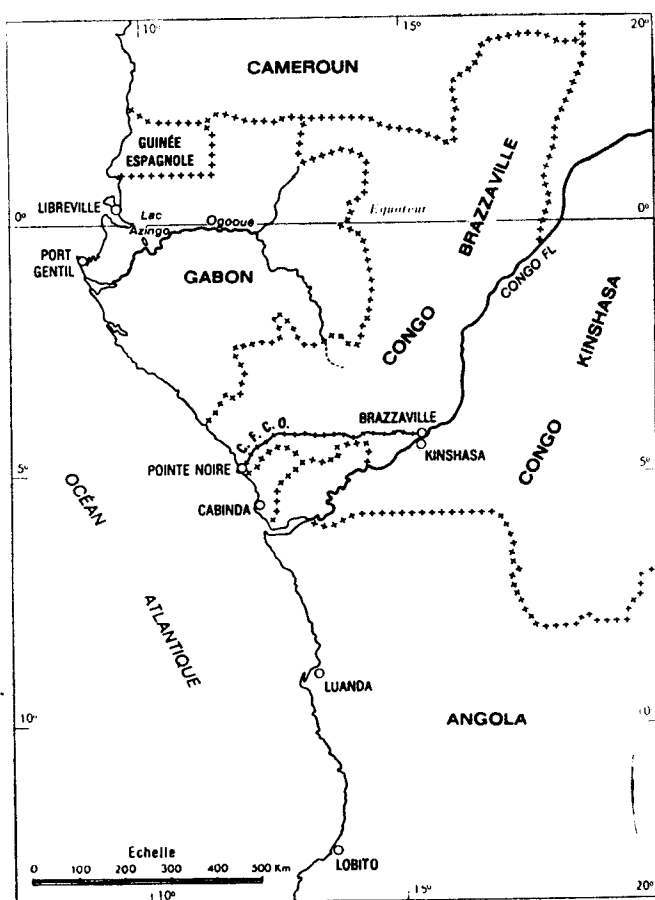 10°
15°
20°
CAMEROUN
GUINÉE
ESPAGNOLE
BRAZZAVILLE
LIBREVILLE
Lac
Azingo
Ogooué
Equateur
0°
0°
PORT
GENTIL
GABON
CONGO FL
CONGO
KINSHASA
C. F. C. O.
BRAZZAVILLE
KINSHASA
POINTE NOIRE
CONGO
5°
5°
CABINDA
OCÉAN
ATLANTIQUE
LUANDA
ANGOLA
10°
10
Echelle
0 100 200 300 400 500 Km
LOBITO
10°
15°
20°